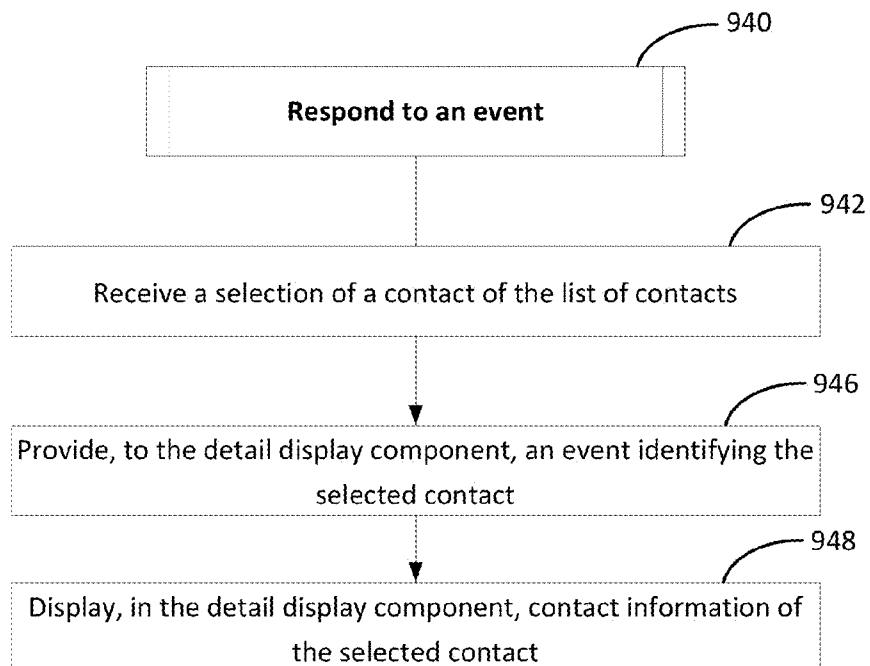 940
Respond to an event
942
Receive a selection of a contact of the list of contacts
946
Provide, to the detail display component, an event identifying the
selected contact
948
Display, in the detail display component, contact information of
the selected contact